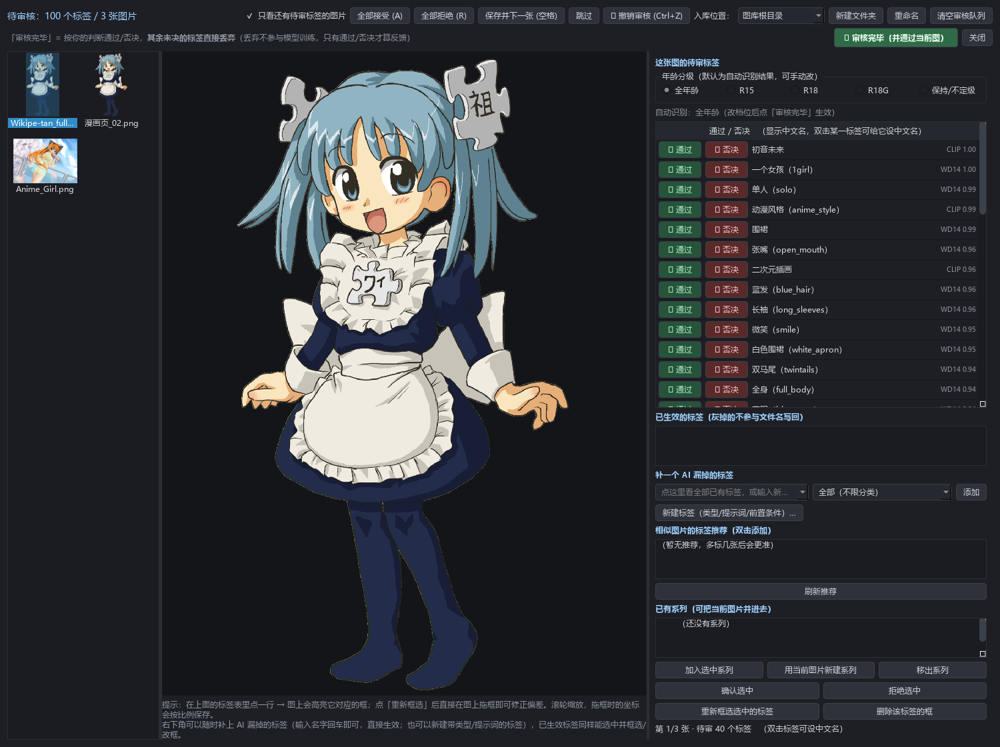 待审核: 100 个标签 / 3 张图片
✓ 只看还有待审标签的图片
全部接受 (A)
全部拒绝 (R)
保存并下一张 (空格)
跳过
撤销审核 (Ctrl+Z)
入库位置:
图库根目录
新建文件夹
重命名
清空审核队列
「审核完毕」= 按你的判断通过/否决，其余未决的标签直接丢弃（丢弃不参与模型训练，只有通过/否决才算反馈）
审核完毕（并通过当前图）
关闭
Wikipe-tan_full...
漫画页_02.png
Anime_Girl.png
祖
ワィ
提示：在上面的标签表里点一行 → 图上会高亮它对应的框；点「重新框选」后直接在图上拖框即可修正偏差。滚轮缩放，拖框时的坐标
会按比例保存。
右下角可以随时补上 AI 漏掉的标签（输入名字回车即可，直接生效；也可以新建带类型/提示词的标签），已生效标签同样能选中并框选/
改框。
这张图的待审标签
年龄分级（默认为自动识别结果，可手动改）
全年龄
R15
R18
R18G
保持/不定级
自动识别：全年龄（改档位后点「审核完毕」生效）
通过 / 否决 （显示中文名，双击某一标签可给它设中文名）
通过 否决 初音未来 CLIP 1.00
通过 否决 一个女孩（1girl） WD14 1.00
通过 否决 单人（solo） WD14 0.99
通过 否决 动漫风格（anime_style） CLIP 0.99
通过 否决 围裙 WD14 0.99
通过 否决 张嘴（open_mouth） WD14 0.96
通过 否决 二次元插画 CLIP 0.96
通过 否决 蓝发（blue_hair） WD14 0.96
通过 否决 长袖（long_sleeves） WD14 0.96
通过 否决 微笑（smile） WD14 0.95
通过 否决 白色围裙（white_apron） WD14 0.95
通过 否决 双马尾（twintails） WD14 0.94
通过 否决 全身（full_body） WD14 0.94
已生效的标签（灰掉的不参与文件名写回）
补一个 AI 漏掉的标签
点这里看全部已有标签，或输入新...
全部（不限分类）
添加
新建标签（类型/提示词/前置条件）...
相似图片的标签推荐（双击添加）
（暂无推荐，多标几张后会更准）
刷新推荐
已有系列（可把当前图片并进去）
（还没有系列）
加入选中系列
用当前图片新建系列
移出系列
确认选中
拒绝选中
重新框选选中的标签
删除该标签的框
第 1/3 张 · 待审 40 个标签 （双击标签可设中文名）